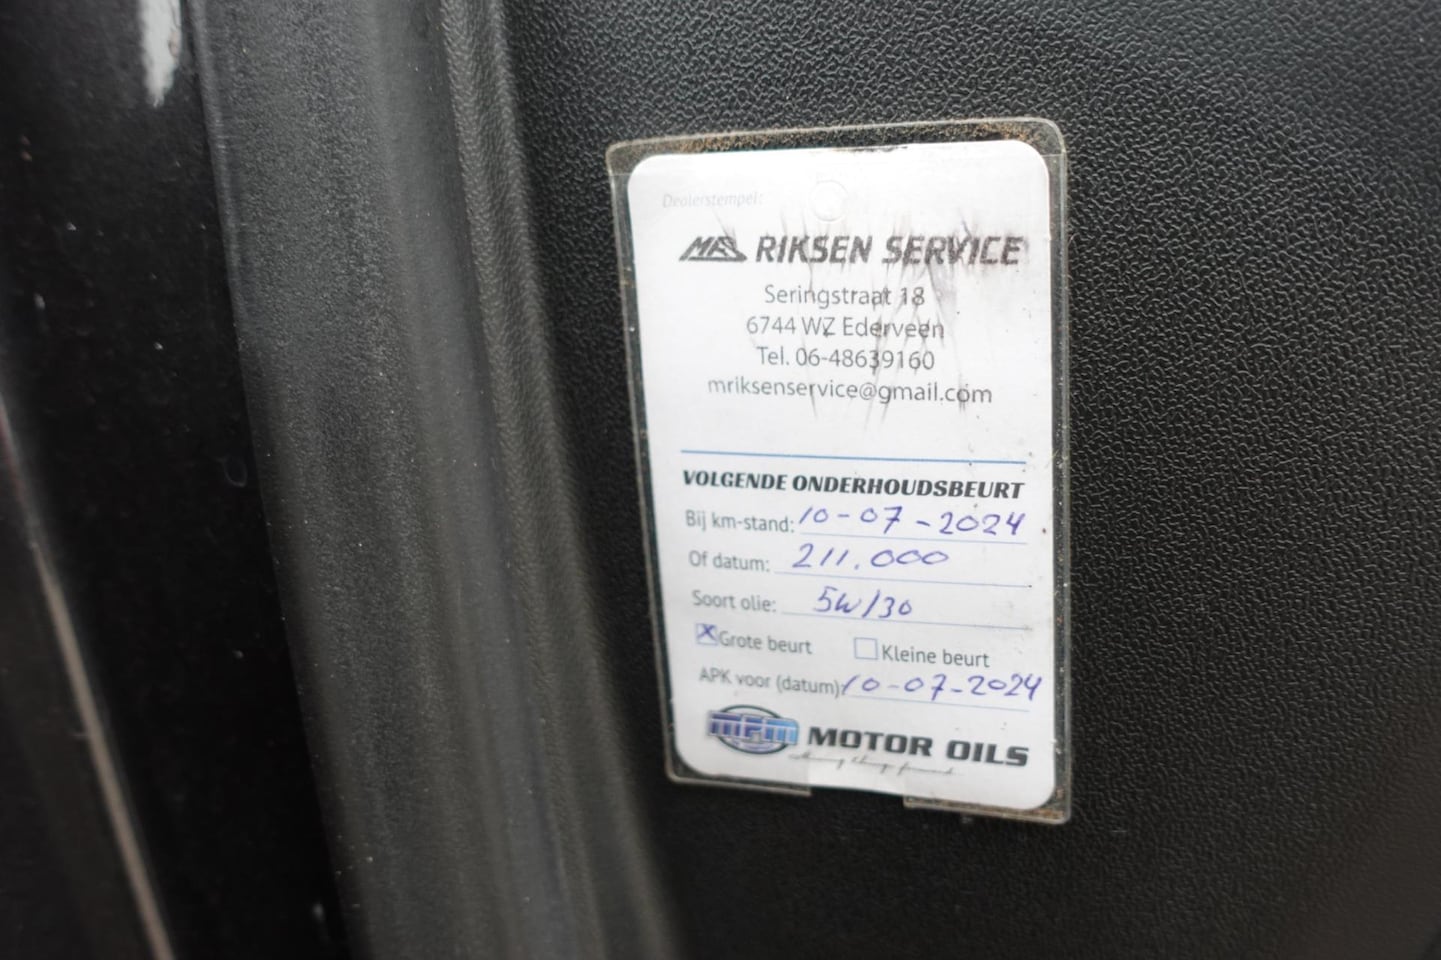 Dealerstempel:
RIKSEN SERVICE
Seringstraat 18
6744 WZ Ederveen
Tel. 06-48639160
mriksenservice@gmail.com
VOLGENDE ONDERHOUDSBEURT
Bij km-stand: 10-07-2024
Of datum: 211.000
Soort olie: 5W/30
Grote beurt Kleine beurt
APK voor (datum) 10-07-2024
MPM MOTOR OILS